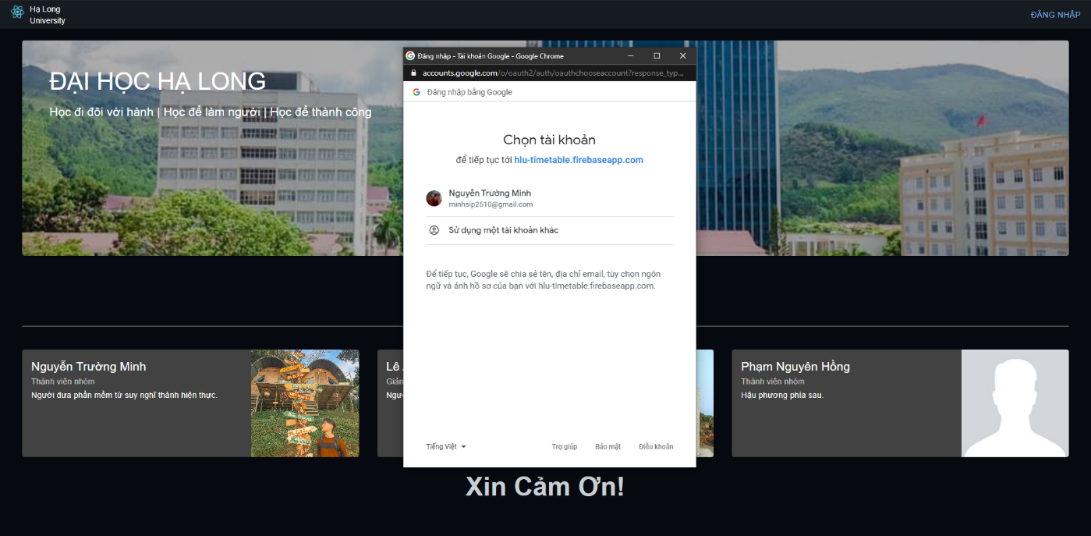 Hạ Long
University
ĐĂNG NHẬP
ĐẠI HỌC HẠ LONG
Học đi đôi với hành | Học để làm người | Học để thành công
Đăng nhập - Tài khoản Google - Google Chrome
accounts.google.com/o/oauth2/auth/oauthchooseaccount?response_typ...
Đăng nhập bằng Google
Chọn tài khoản
để tiếp tục tới hlu-timetable.firebaseapp.com
Nguyễn Trường Minh
minhsip2510@gmail.com
Sử dụng một tài khoản khác
Để tiếp tục, Google sẽ chia sẻ tên, địa chỉ email, tùy chọn ngôn
ngữ và ảnh hồ sơ của bạn với hlu-timetable.firebaseapp.com.
Tiếng Việt
Trợ giúp
Bảo mật
Điều khoản
Nguyễn Trường Minh
Thành viên nhóm
Người đưa phần mềm từ suy nghĩ thành hiện thực.
Lê
Phạm Nguyên Hồng
Thành viên nhóm
Hậu phương phía sau.
Xin Cảm Ơn!